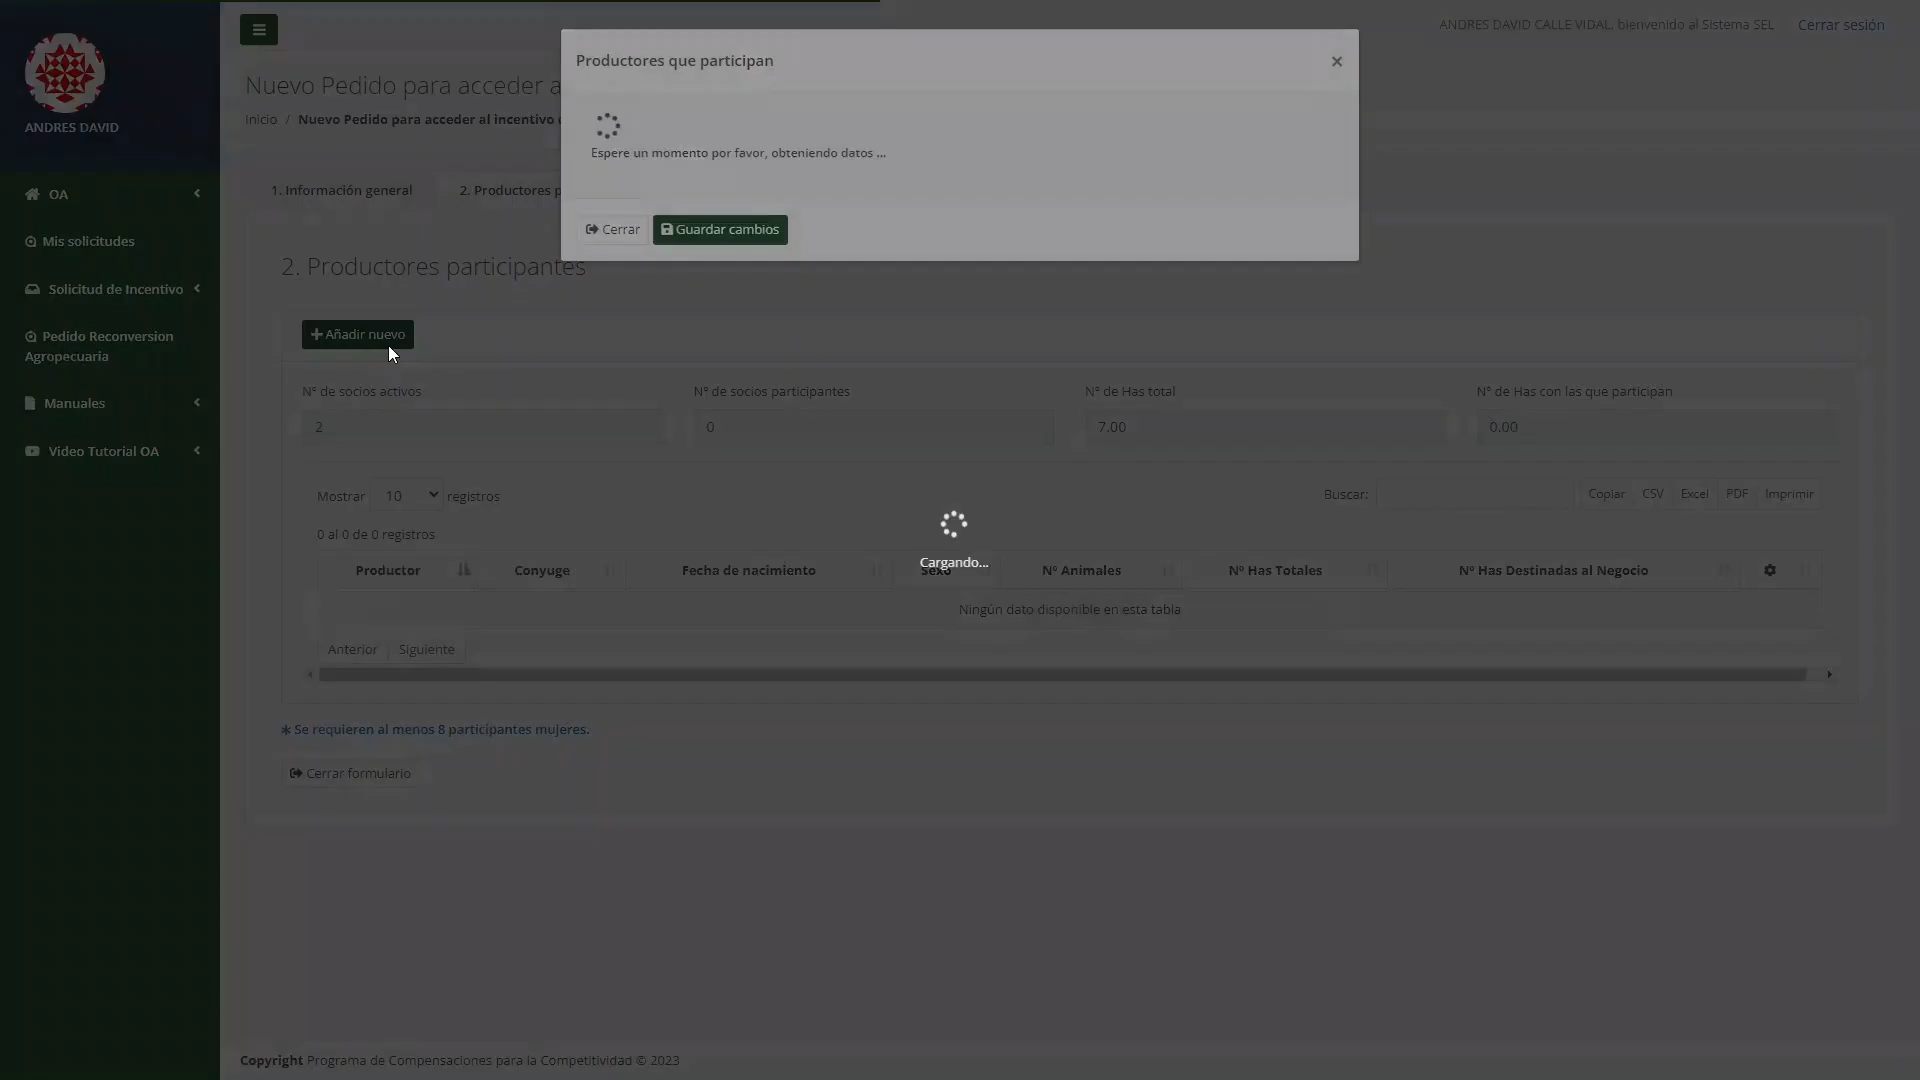 ANDRES DAVID
OA
Mis solicitudes
Solicitud de Incentivo
Pedido Reconversion
Agropecuaria
Manuales
Video Tutorial OA
ANDRES DAVID CALLE VIDAL, bienvenido al Sistema SEL
Cerrar sesión
Nuevo Pedido para acceder a
Inicio / Nuevo Pedido para acceder al incentivo
Productores que participan
×
Espere un momento por favor, obteniendo datos ...
Cerrar
Guardar cambios
1. Información general
2. Productores p
2. Productores participantes
Añadir nuevo
Nº de socios activos
2
Nº de socios participantes
0
Nº de Has total
7.00
Nº de Has con las que participan
0.00
Mostrar 10 registros
Buscar:
Copiar CSV Excel PDF Imprimir
0 al 0 de 0 registros
Cargando...
Productor Conyuge Fecha de nacimiento Sexo Nº Animales Nº Has Totales Nº Has Destinadas al Negocio
Ningún dato disponible en esta tabla
Anterior Siguiente
* Se requieren al menos 8 participantes mujeres.
Cerrar formulario
Copyright Programa de Compensaciones para la Competitividad © 2023